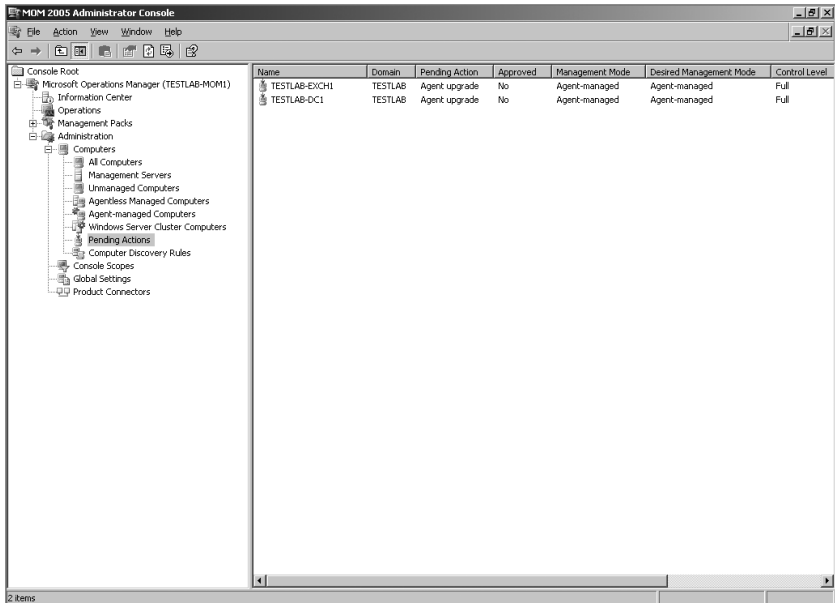 MOM 2005 Administrator Console
File Action View Window Help
Console Root
Microsoft Operations Manager (TESTLAB-MOM1)
Information Center
Operations
Management Packs
Administration
Computers
All Computers
Management Servers
Unmanaged Computers
Agentless Managed Computers
Agent-managed Computers
Windows Server Cluster Computers
Pending Actions
Computer Discovery Rules
Console Scopes
Global Settings
Product Connectors
Name Domain Pending Action Approved Management Mode Desired Management Mode Control Level
TESTLAB-EXCH1 TESTLAB Agent upgrade No Agent-managed Agent-managed Full
TESTLAB-DC1 TESTLAB Agent upgrade No Agent-managed Agent-managed Full
2 items